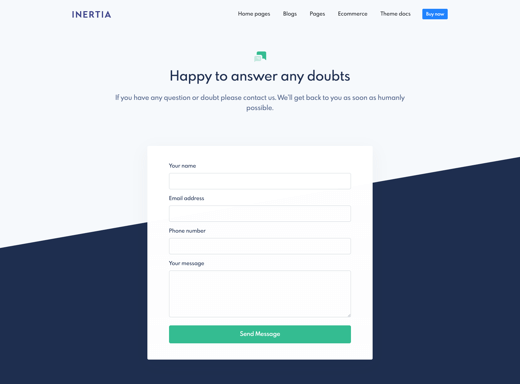 INERTIA
Home pages
Blogs
Pages
Ecommerce
Theme docs
Buy now
Happy to answer any doubts
If you have any question or doubt please contact us. We'll get back to you as soon as humanly
possible.
Your name
Email address
Phone number
Your message
Send Message